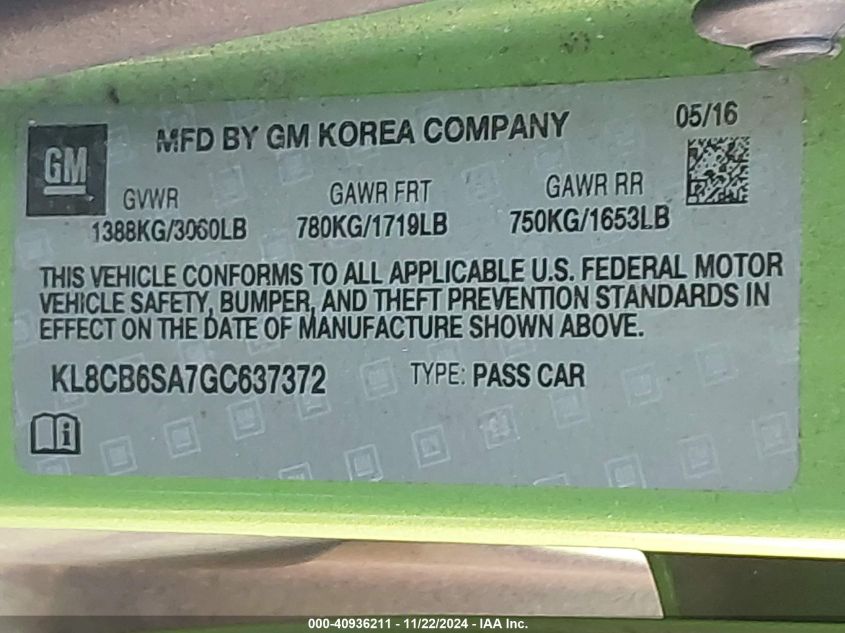 MFD BY GM KOREA COMPANY 05/16
GM
GVWR GAWR FRT GAWR RR
1388KG/3060LB 780KG/1719LB 750KG/1653LB
THIS VEHICLE CONFORMS TO ALL APPLICABLE U.S. FEDERAL MOTOR
VEHICLE SAFETY, BUMPER, AND THEFT PREVENTION STANDARDS IN
EFFECT ON THE DATE OF MANUFACTURE SHOWN ABOVE.
KL8CB6SA7GC637372 TYPE: PASS CAR
i
000-40936211 - 11/22/2024 - IAA Inc.